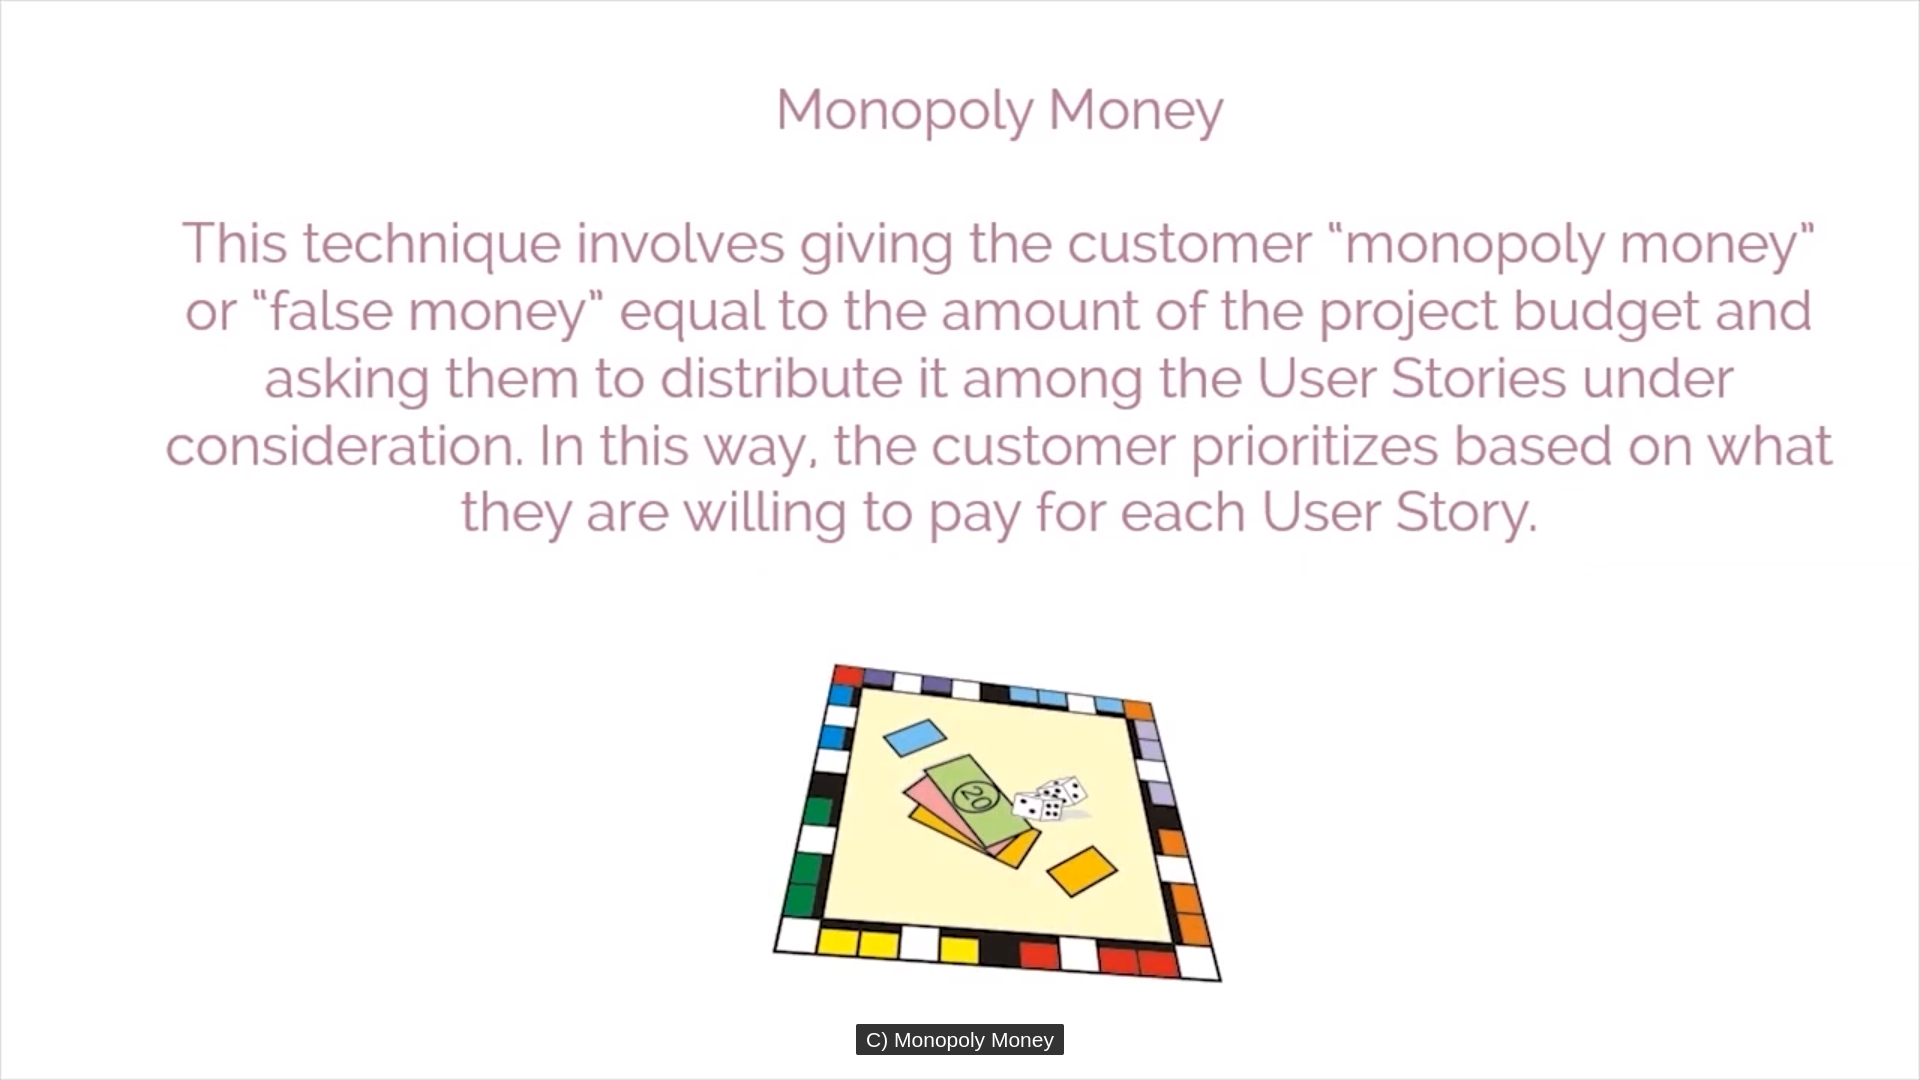 Monopoly Money
This technique involves giving the customer “monopoly money”
or “false money” equal to the amount of the project budget and
asking them to distribute it among the User Stories under
consideration. In this way, the customer prioritizes based on what
they are willing to pay for each User Story.
20
C) Monopoly Money